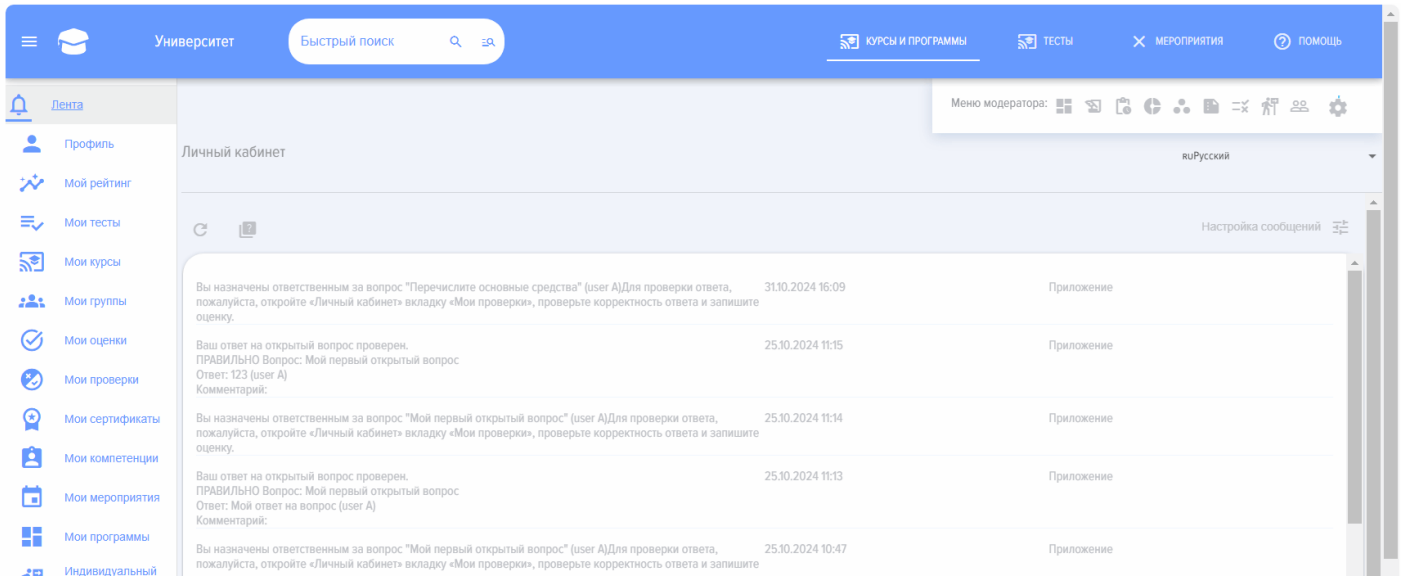 Университет
Быстрый поиск
КУРСЫ И ПРОГРАММЫ
ТЕСТЫ
МЕРОПРИЯТИЯ
ПОМОЩЬ
Меню модератора:
Лента
Профиль
Мой рейтинг
Мои тесты
Мои курсы
Мои группы
Мои оценки
Мои проверки
Мои сертификаты
Мои компетенции
Мои мероприятия
Мои программы
Индивидуальный
Личный кабинет
RUРусский
Настройка сообщений
Вы назначены ответственным за вопрос "Перечислите основные средства" (user A)Для проверки ответа,
пожалуйста, откройте «Личный кабинет» вкладку «Мои проверки», проверьте корректность ответа и запишите
оценку.
31.10.2024 16:09
Приложение
Ваш ответ на открытый вопрос проверен.
ПРАВИЛЬНО Вопрос: Мой первый открытый вопрос
Ответ: 123 (user A)
Комментарий:
25.10.2024 11:15
Приложение
Вы назначены ответственным за вопрос "Мой первый открытый вопрос" (user A)Для проверки ответа,
пожалуйста, откройте «Личный кабинет» вкладку «Мои проверки», проверьте корректность ответа и запишите
оценку.
25.10.2024 11:14
Приложение
Ваш ответ на открытый вопрос проверен.
ПРАВИЛЬНО Вопрос: Мой первый открытый вопрос
Ответ: Мой ответ на вопрос (user A)
Комментарий:
25.10.2024 11:13
Приложение
Вы назначены ответственным за вопрос "Мой первый открытый вопрос" (user A)Для проверки ответа,
пожалуйста, откройте «Личный кабинет» вкладку «Мои проверки», проверьте корректность ответа и запишите
25.10.2024 10:47
Приложение